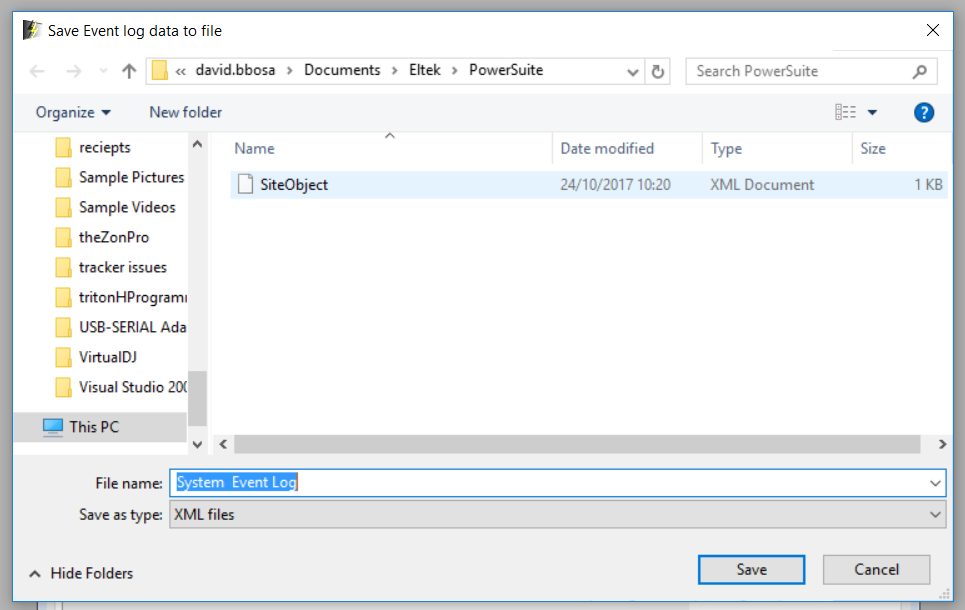 Save Event log data to file
« david.bbosa > Documents > Eltek > PowerSuite
Search PowerSuite
Organize
New folder
?
Name
Date modified
Type
Size
SiteObject
24/10/2017 10:20
XML Document
1 KB
reciepts
Sample Pictures
Sample Videos
theZonPro
tracker issues
tritonHProgramm
USB-SERIAL Ada
VirtualDJ
Visual Studio 200
This PC
File name:
System  Event Log
Save as type:
XML files
Hide Folders
Save
Cancel